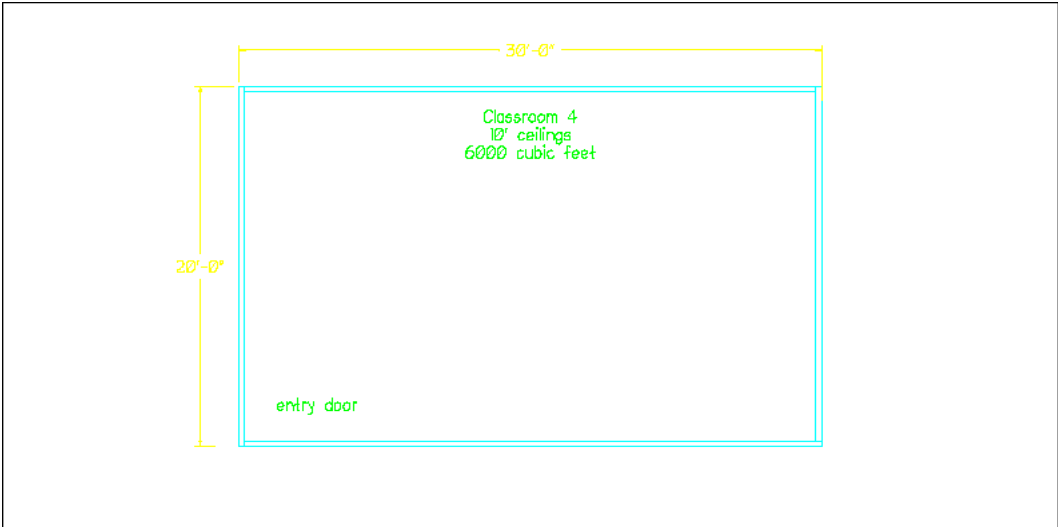 30'-0"
Classroom 4
10' ceilings
6000 cubic feet
20'-0"
entry door